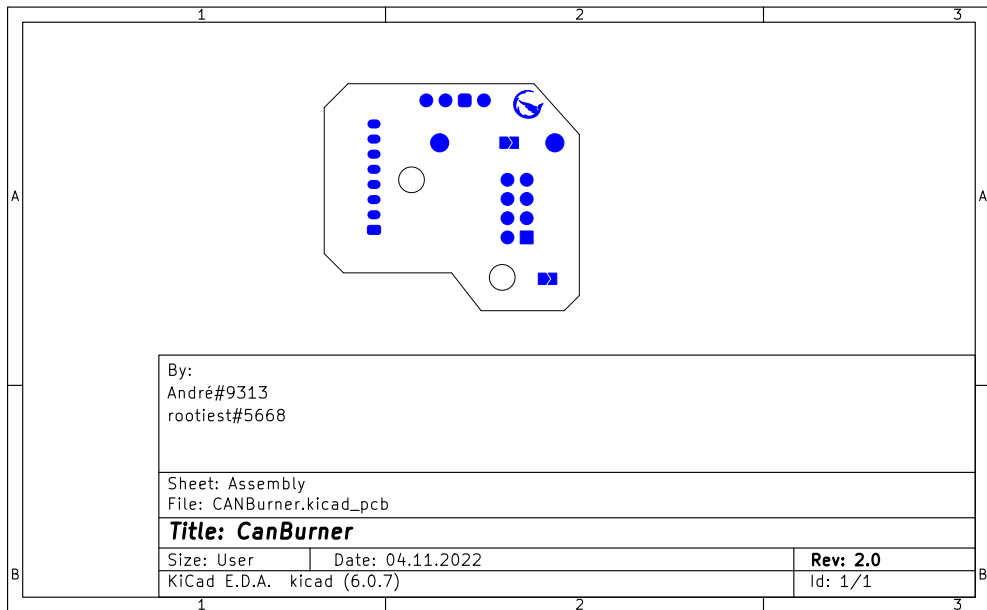 1 2 3
A A
By:
André#9313
rootiest#5668
Sheet: Assembly
File: CANBurner.kicad_pcb
Title: CanBurner
Size: User Date: 04.11.2022 Rev: 2.0
B B
KiCad E.D.A. kicad (6.0.7) Id: 1/1
1 2 3